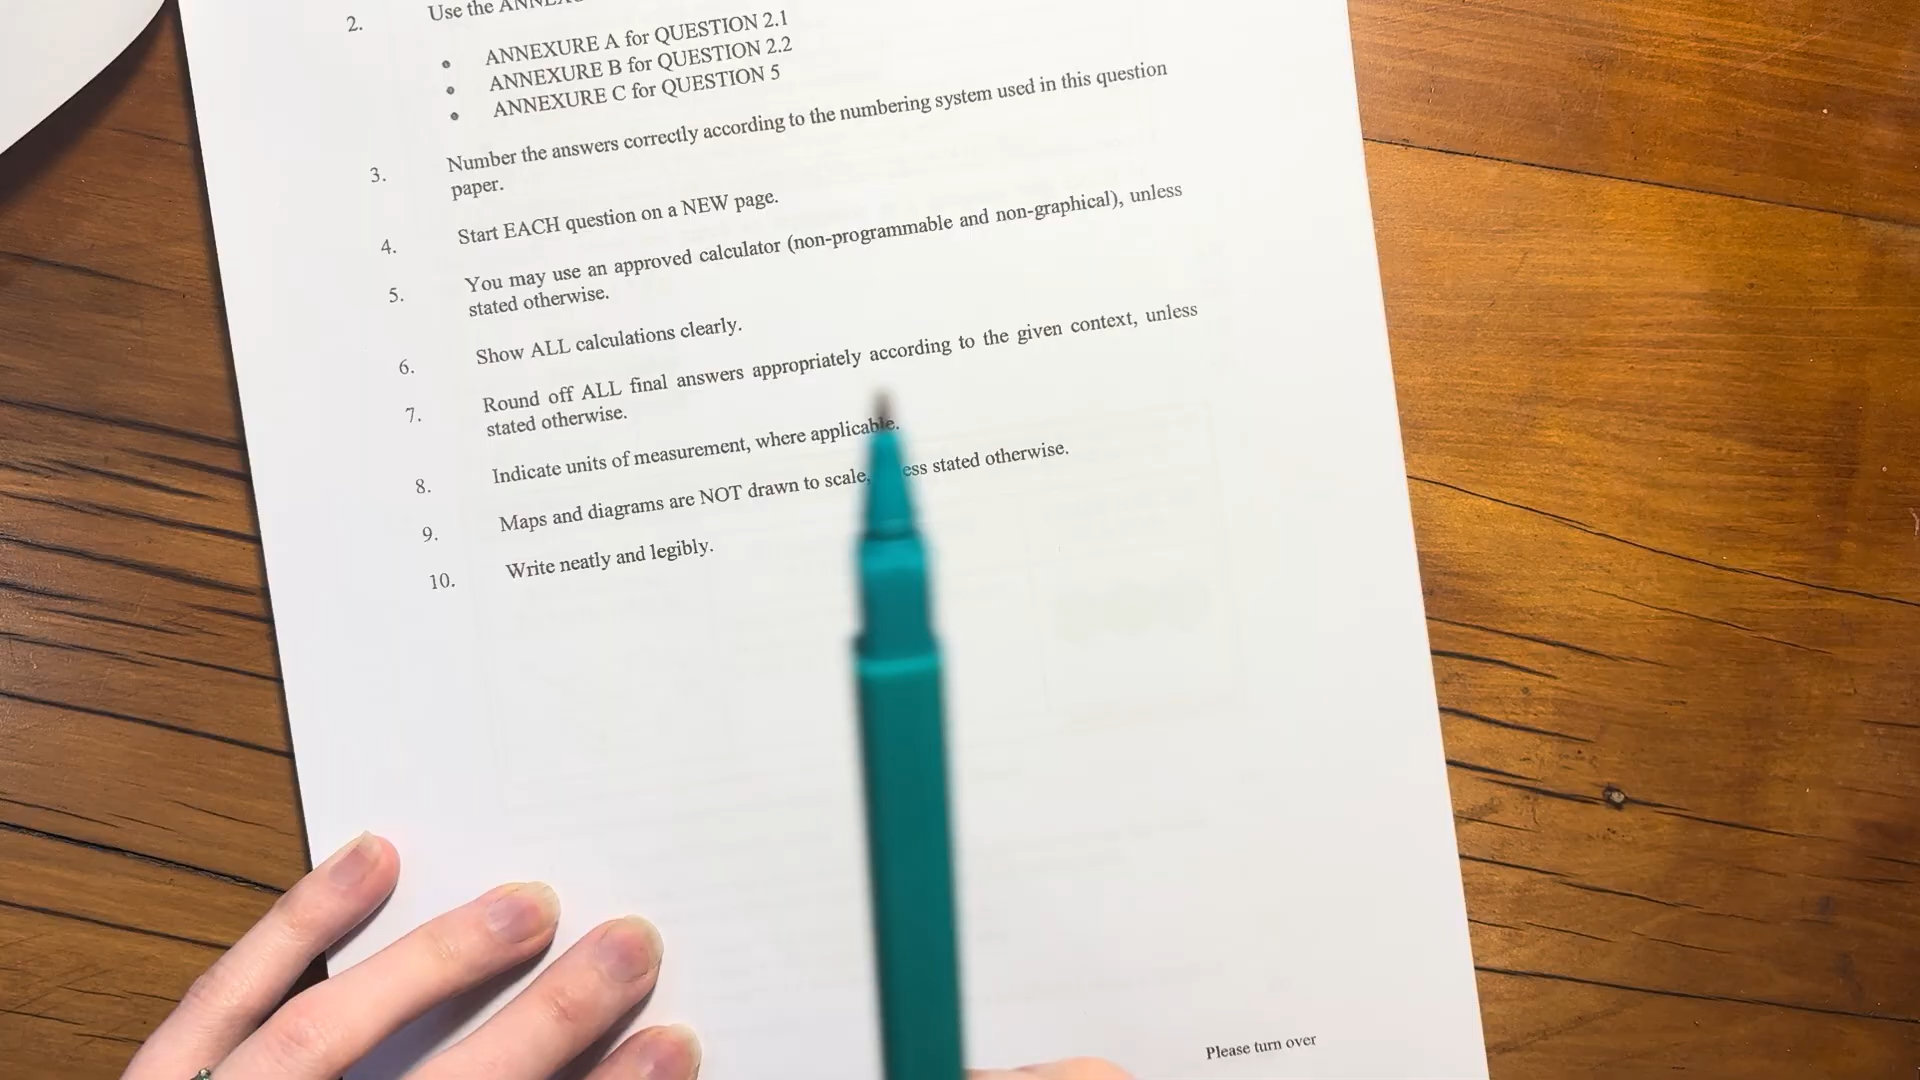 2. Use the
• ANNEXURE A for QUESTION 2.1
• ANNEXURE B for QUESTION 2.2
• ANNEXURE C for QUESTION 5
3. Number the answers correctly according to the numbering system used in this question
paper.
4. Start EACH question on a NEW page.
5. You may use an approved calculator (non-programmable and non-graphical), unless
stated otherwise.
6. Show ALL calculations clearly.
7. Round off ALL final answers appropriately according to the given context, unless
stated otherwise.
8. Indicate units of measurement, where applicable.
9. Maps and diagrams are NOT drawn to scale, stated otherwise.
10. Write neatly and legibly.
Please turn over